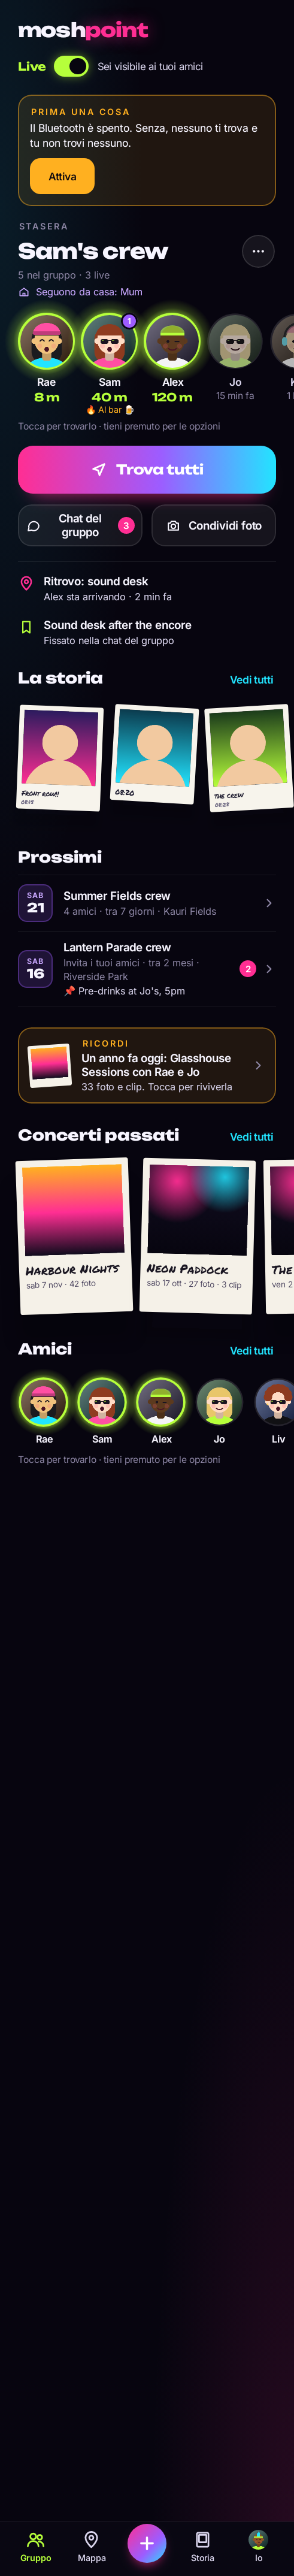 moshpoint
Live Sei visibile ai tuoi amici
PRIMA UNA COSA
Il Bluetooth è spento. Senza, nessuno ti trova e
tu non trovi nessuno.
Attiva
STASERA
Sam's crew
5 nel gruppo · 3 live
Seguono da casa: Mum
1
Rae Sam Alex Jo
8 m 40 m 120 m 15 min fa
🔥 Al bar 🍺
Tocca per trovarlo · tieni premuto per le opzioni
Trova tutti
Chat del
gruppo
3
Condividi foto
Ritrovo: sound desk
Alex sta arrivando · 2 min fa
Sound desk after the encore
Fissato nella chat del gruppo
La storia Vedi tutti
Front row!!
08:15
08:20
the crew
08:28
Prossimi
SAB
21
Summer Fields crew
4 amici · tra 7 giorni · Kauri Fields
SAB
16
Lantern Parade crew
Invita i tuoi amici · tra 2 mesi ·
Riverside Park
📌 Pre-drinks at Jo's, 5pm
2
RICORDI
Un anno fa oggi: Glasshouse
Sessions con Rae e Jo
33 foto e clip. Tocca per riviverla
Concerti passati Vedi tutti
Harbour Nights
sab 7 nov · 42 foto
Neon Paddock
sab 17 ott · 27 foto · 3 clip
The
ven 2
Amici Vedi tutti
Rae Sam Alex Jo Liv
Tocca per trovarlo · tieni premuto per le opzioni
Gruppo Mappa Storia Io